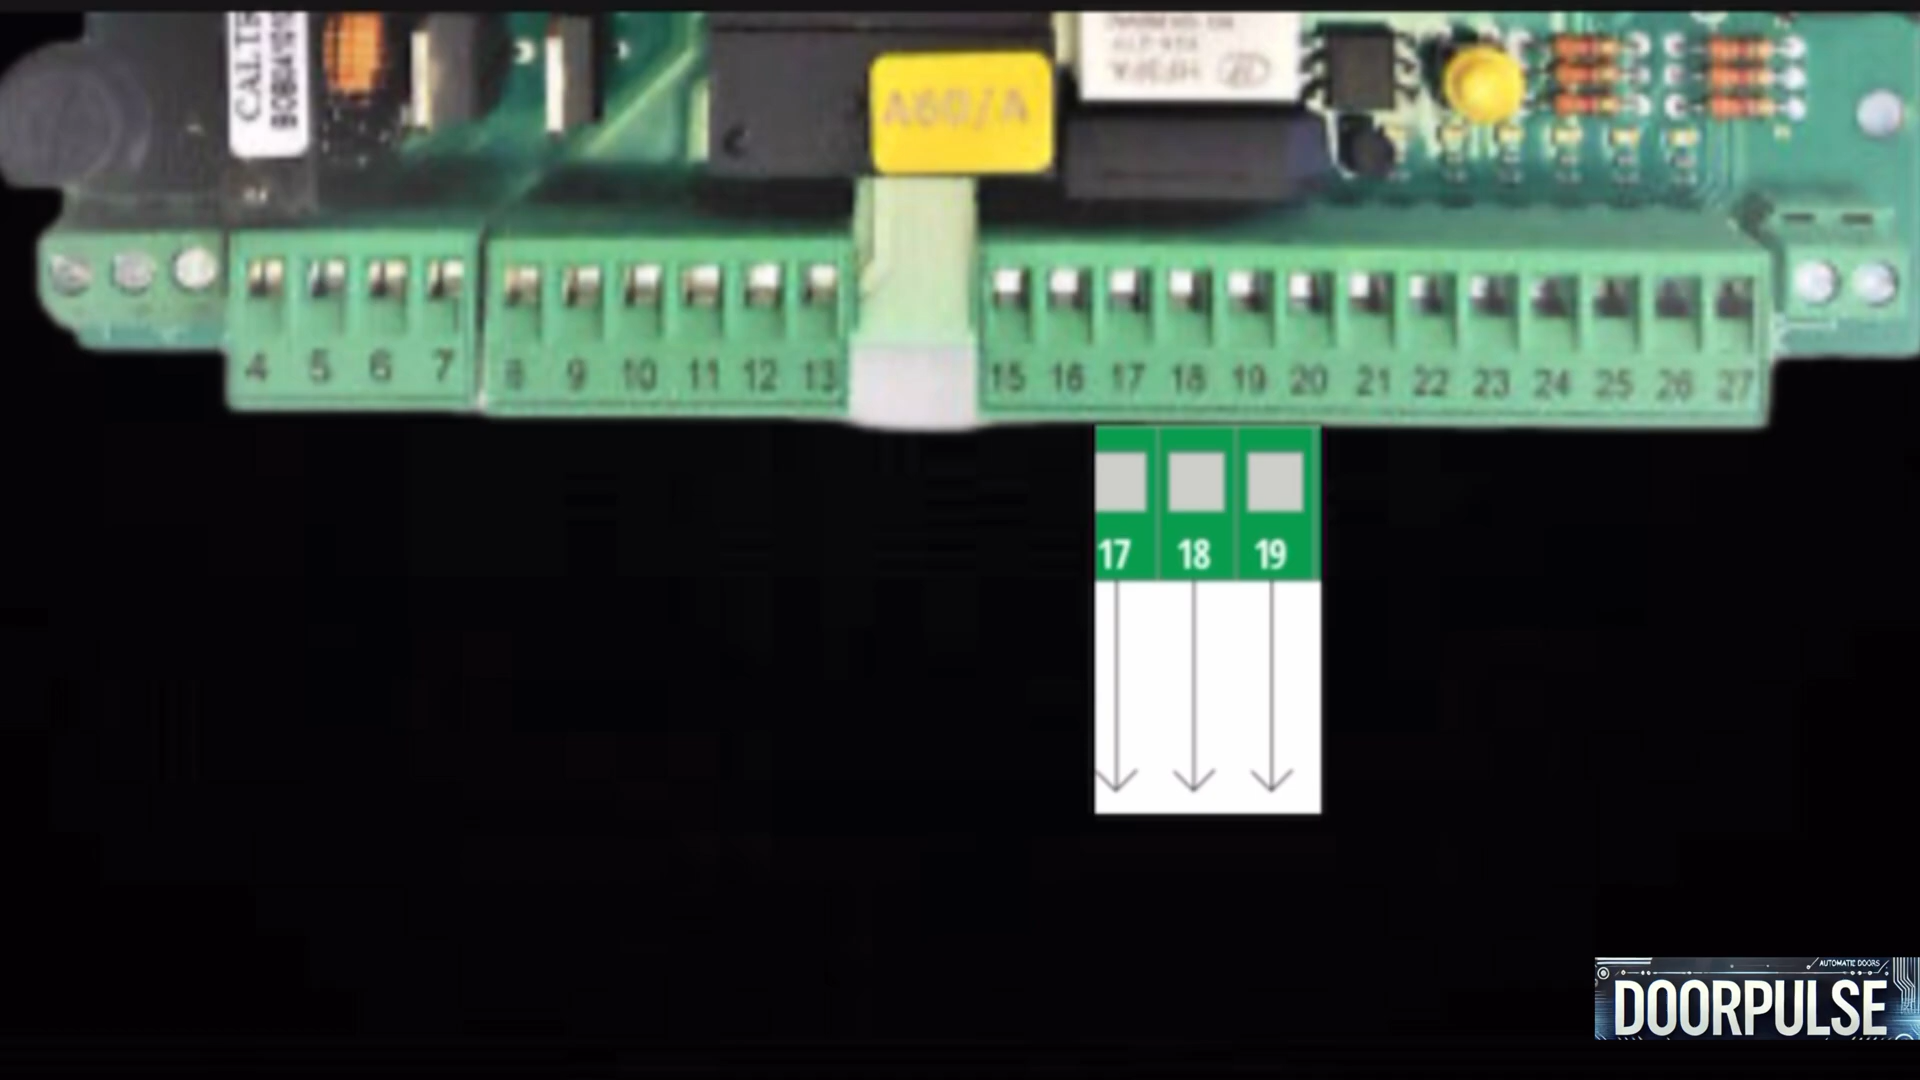 A60/A
4 5 6 7 8 9 10 11 12 13 15 16 17 18 19 20 21 22 23 24 25 26 27
17 18 19
AUTOMATIC DOORS
DOORPULSE